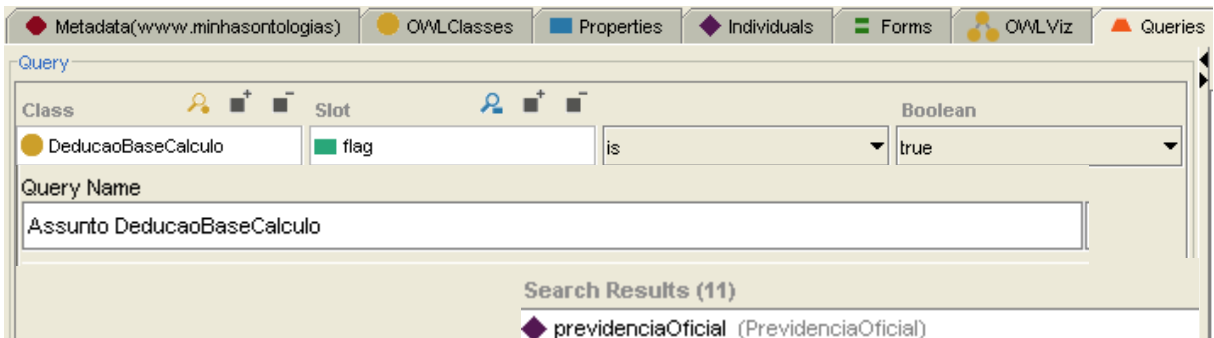 Metadata(www.minhasontologias) OWLClasses Properties Individuals Forms OWLViz Queries
Query
Class Slot Boolean
DeducaoBaseCalculo flag is true
Query Name
Assunto DeducaoBaseCalculo
Search Results (11)
previdenciaOficial (PrevidenciaOficial)